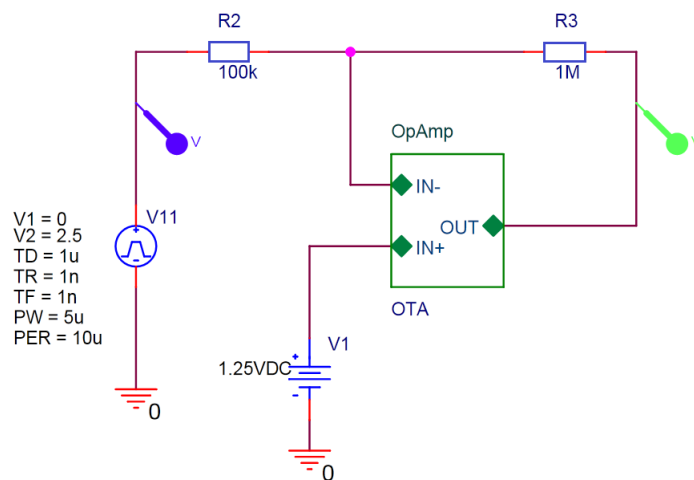 R2
R3
100k
1M
V
V
OpAmp
IN-
OUT
IN+
OTA
V1 = 0
V2 = 2.5
TD = 1u
TR = 1n
TF = 1n
PW = 5u
PER = 10u
V11
+
-
V1
+
1.25VDC
-
0
0